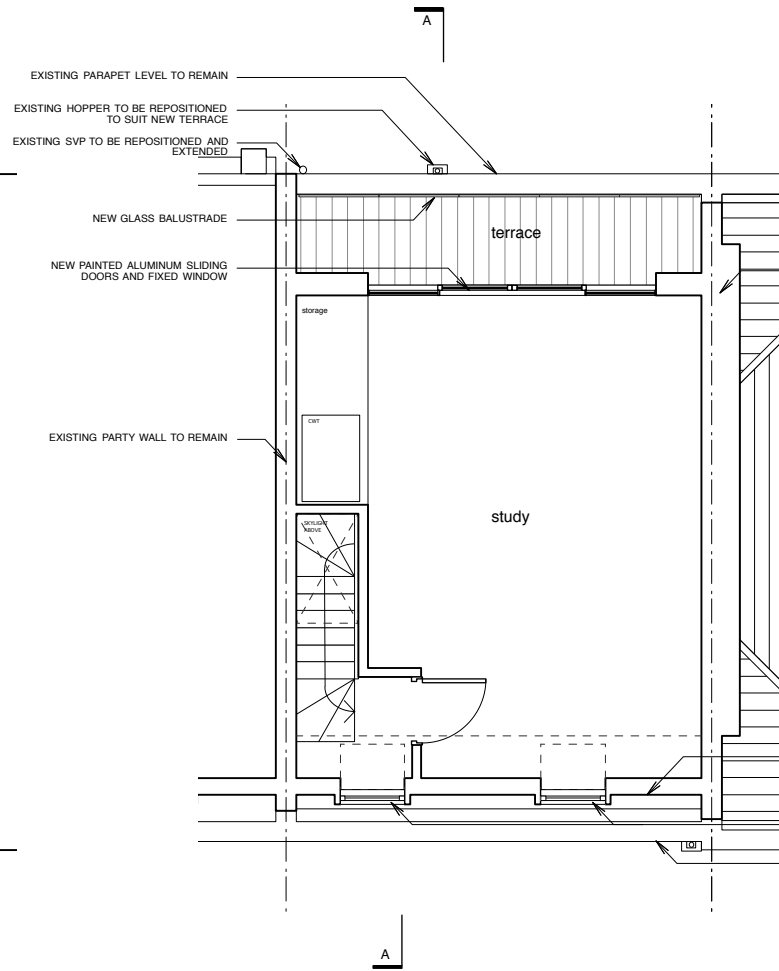 A
EXISTING PARAPET LEVEL TO REMAIN
EXISTING HOPPER TO BE REPOSITIONED
TO SUIT NEW TERRACE
EXISTING SVP TO BE REPOSITIONED AND
EXTENDED
NEW GLASS BALUSTRADE
terrace
NEW PAINTED ALUMINUM SLIDING
DOORS AND FIXED WINDOW
storage
CWT
EXISTING PARTY WALL TO REMAIN
study
SKYLIGHT
ABOVE
A